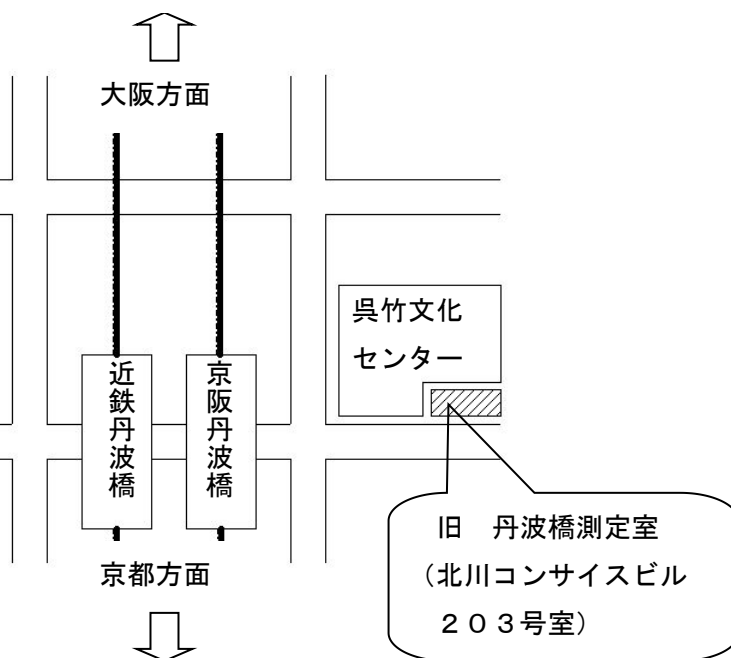 大阪方面
呉竹文化
センター
近鉄丹波橋
京阪丹波橋
旧　丹波橋測定室
（北川コンサイスビル
２０３号室）
京都方面